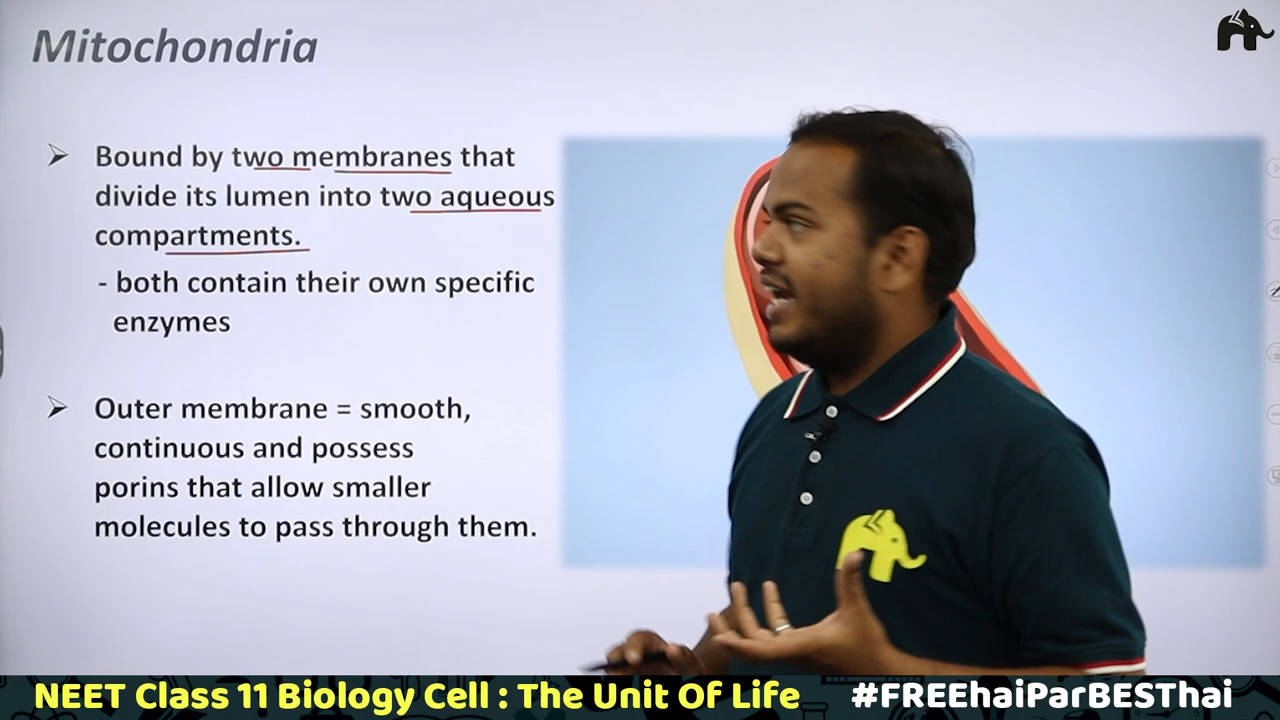 Mitochondria
➢ Bound by two membranes that
divide its lumen into two aqueous
compartments.
- both contain their own specific
enzymes
➢ Outer membrane = smooth,
continuous and possess
porins that allow smaller
molecules to pass through them.
NEET Class 11 Biology Cell : The Unit Of Life
#FREEhaiParBESThai